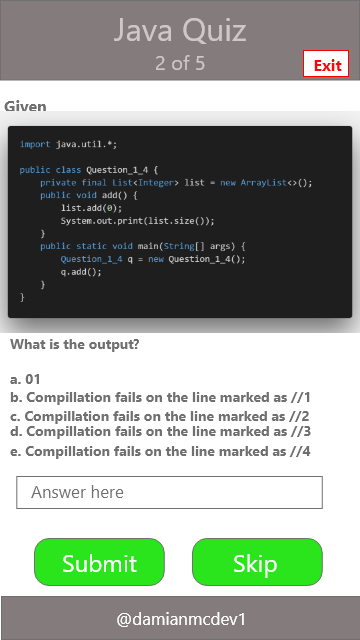 Java Quiz
2 of 5
Exit
Given
import java.util.*;
public class Question_1_4 {
private final List<Integer> list = new ArrayList<>();
public void add() {
list.add(0);
System.out.print(list.size());
}
public static void main(String[] args) {
Question_1_4 q = new Question_1_4();
q.add();
}
}
What is the output?
a. 01
b. Compillation fails on the line marked as //1
c. Compillation fails on the line marked as //2
d. Compillation fails on the line marked as //3
e. Compillation fails on the line marked as //4
Answer here
Submit
Skip
@damianmcdev1